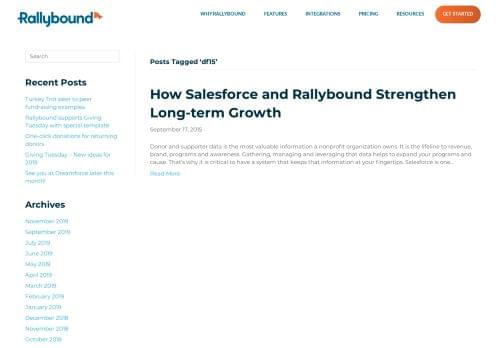 Rallybound
WHY RALLYBOUND
FEATURES
INTEGRATIONS
PRICING
RESOURCES
GET STARTED
Search
Recent Posts
Turkey Trot peer to peer
fundraising examples
Rallybound supports Giving
Tuesday with special template
One-click donations for returning
donors
Giving Tuesday – New ideas for
2019
See you at Dreamforce later this
month!
Archives
November 2019
September 2019
July 2019
June 2019
May 2019
April 2019
March 2019
February 2019
January 2019
December 2018
November 2018
October 2018
Posts Tagged ‘df15’
How Salesforce and Rallybound Strengthen
Long-term Growth
September 17, 2015
Donor and supporter data is the most valuable information a nonprofit organization owns. It is the lifeline to revenue,
brand, programs and awareness. Gathering, managing and leveraging that data helps to expand your programs and
cause. That's why it is critical to have a system that keeps that information at your fingertips. Salesforce is one...
Read More